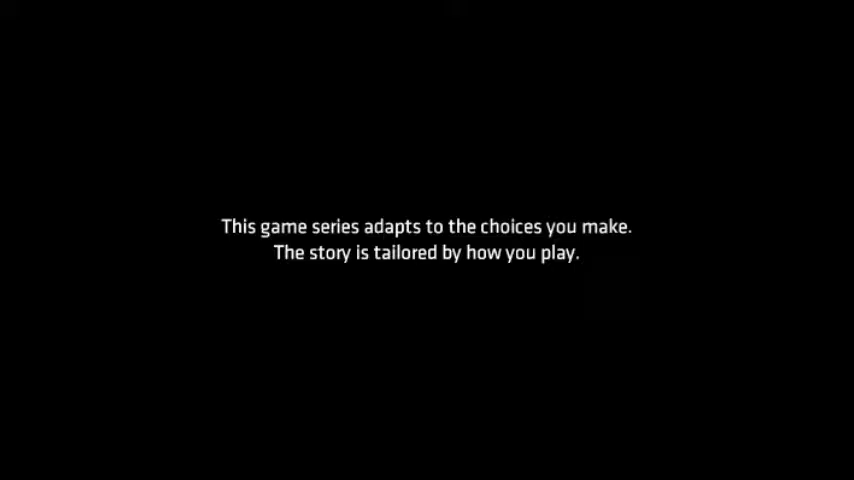 This game series adapts to the choices you make.
The story is tailored by how you play.